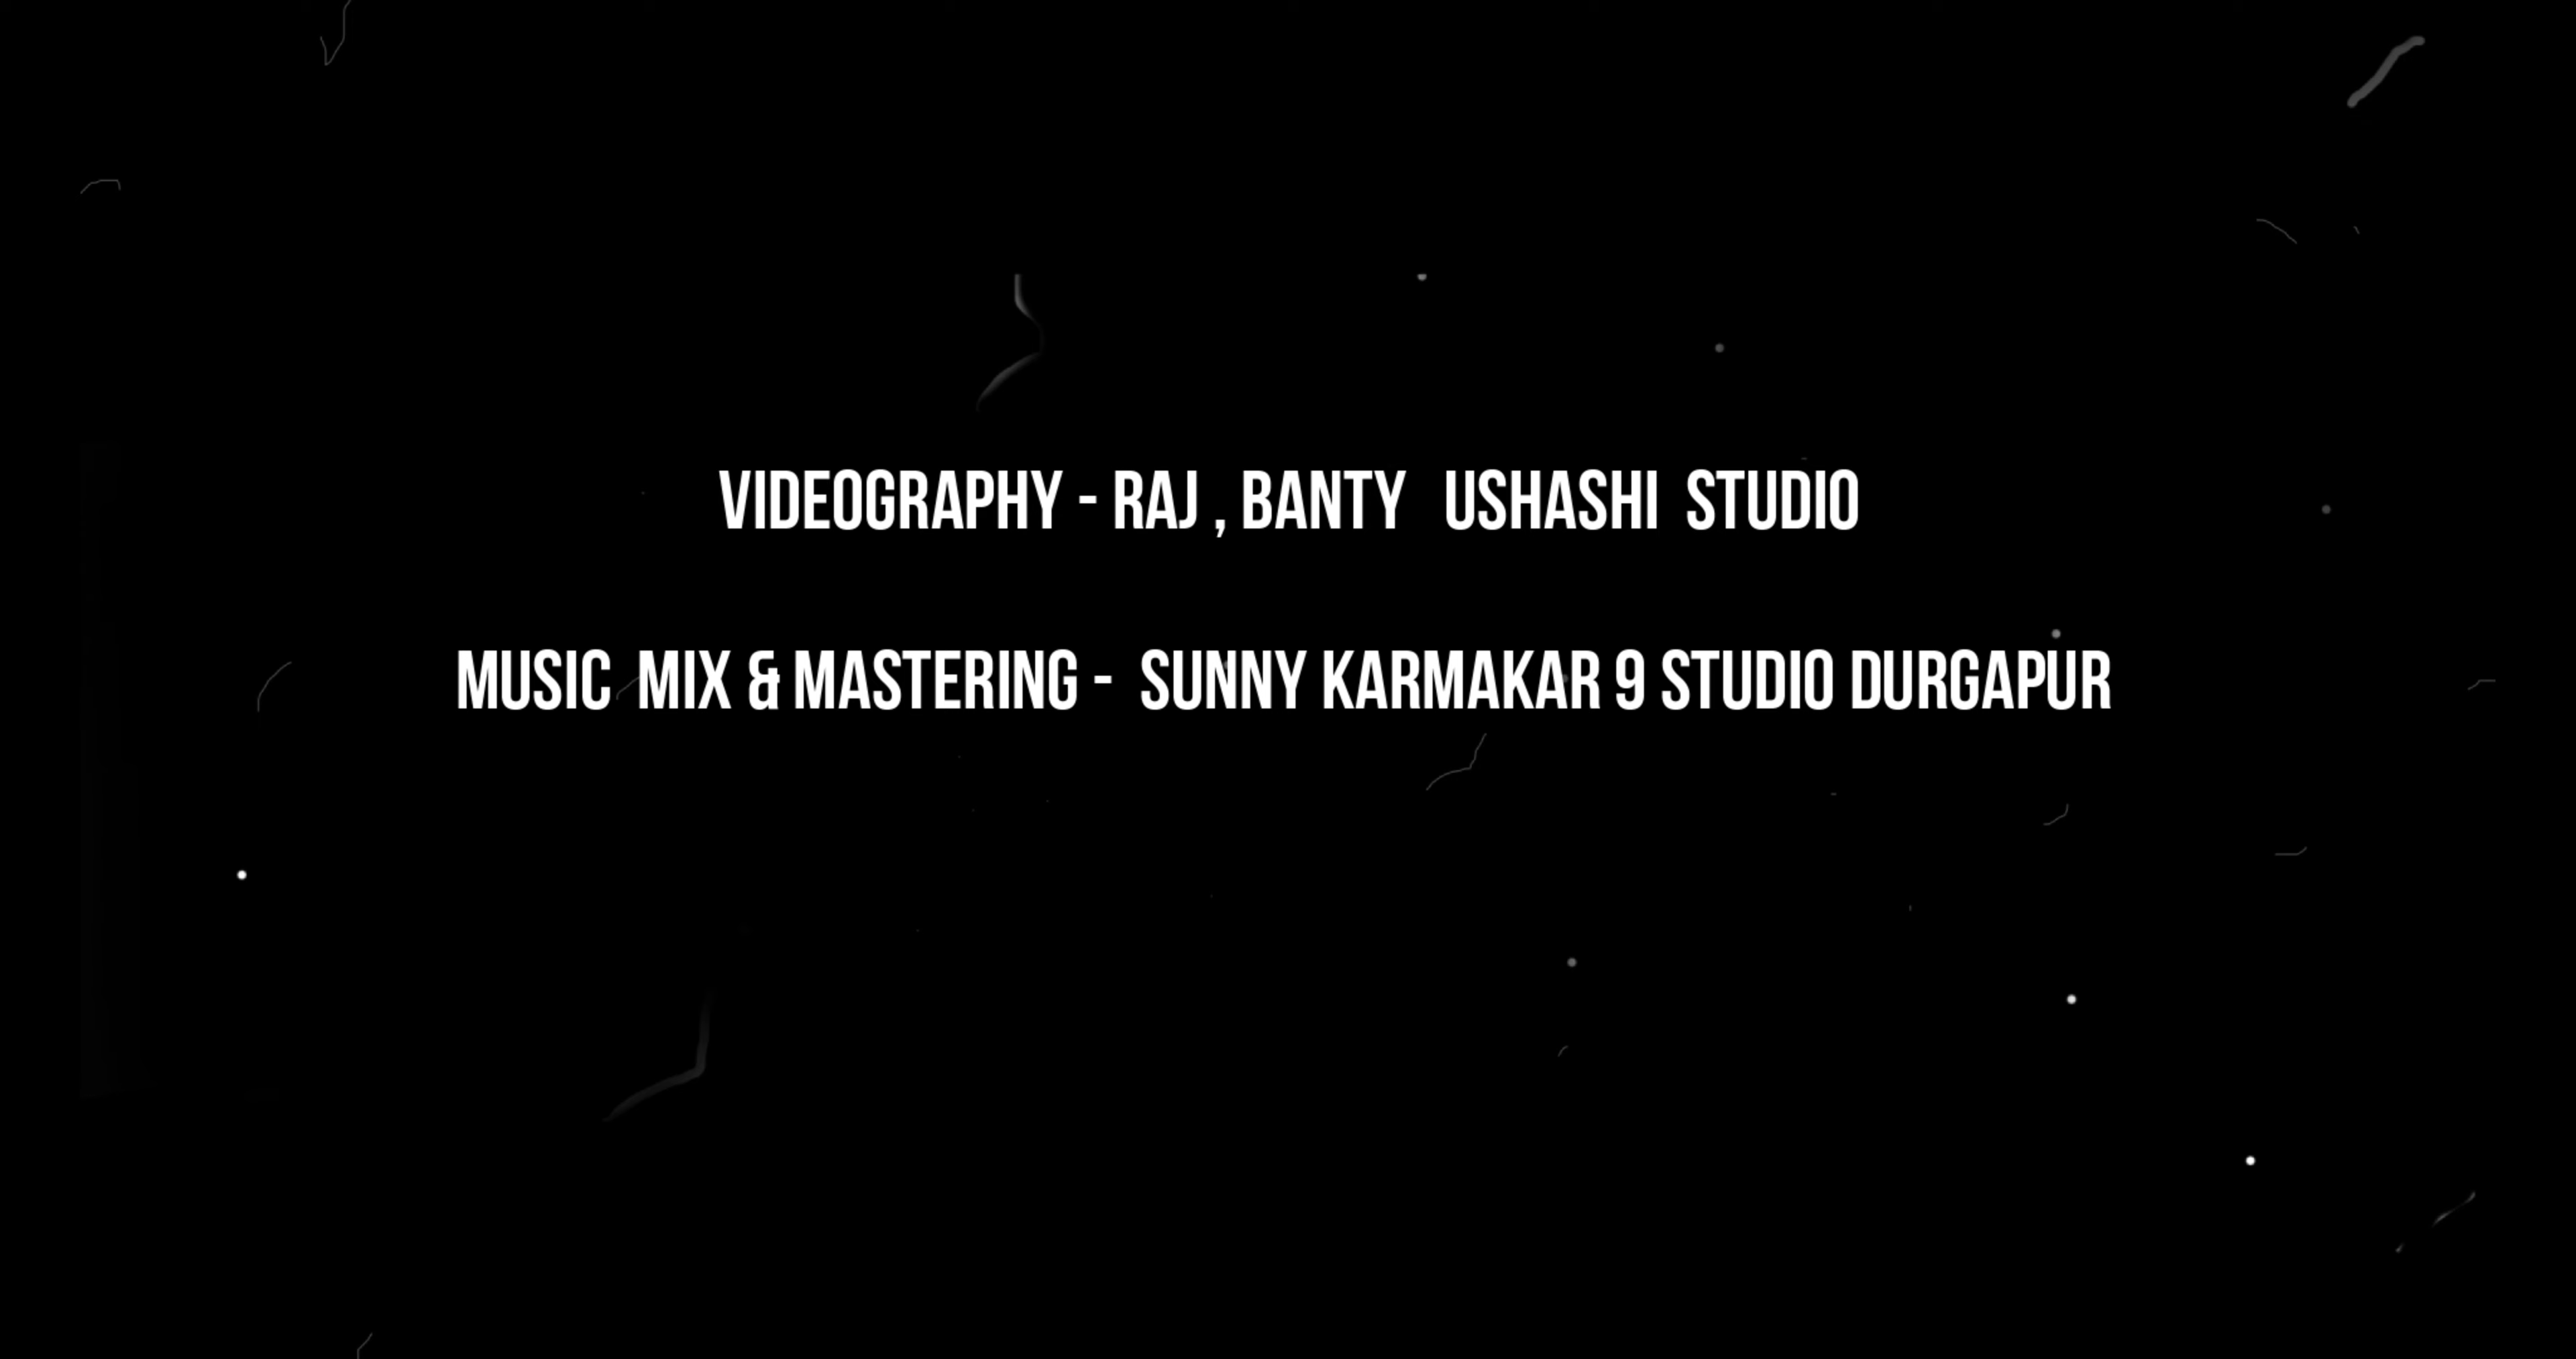 VIDEOGRAPHY - RAJ , BANTY USHASHI STUDIO
MUSIC MIX & MASTERING - SUNNY KARMAKAR 9 STUDIO DURGAPUR